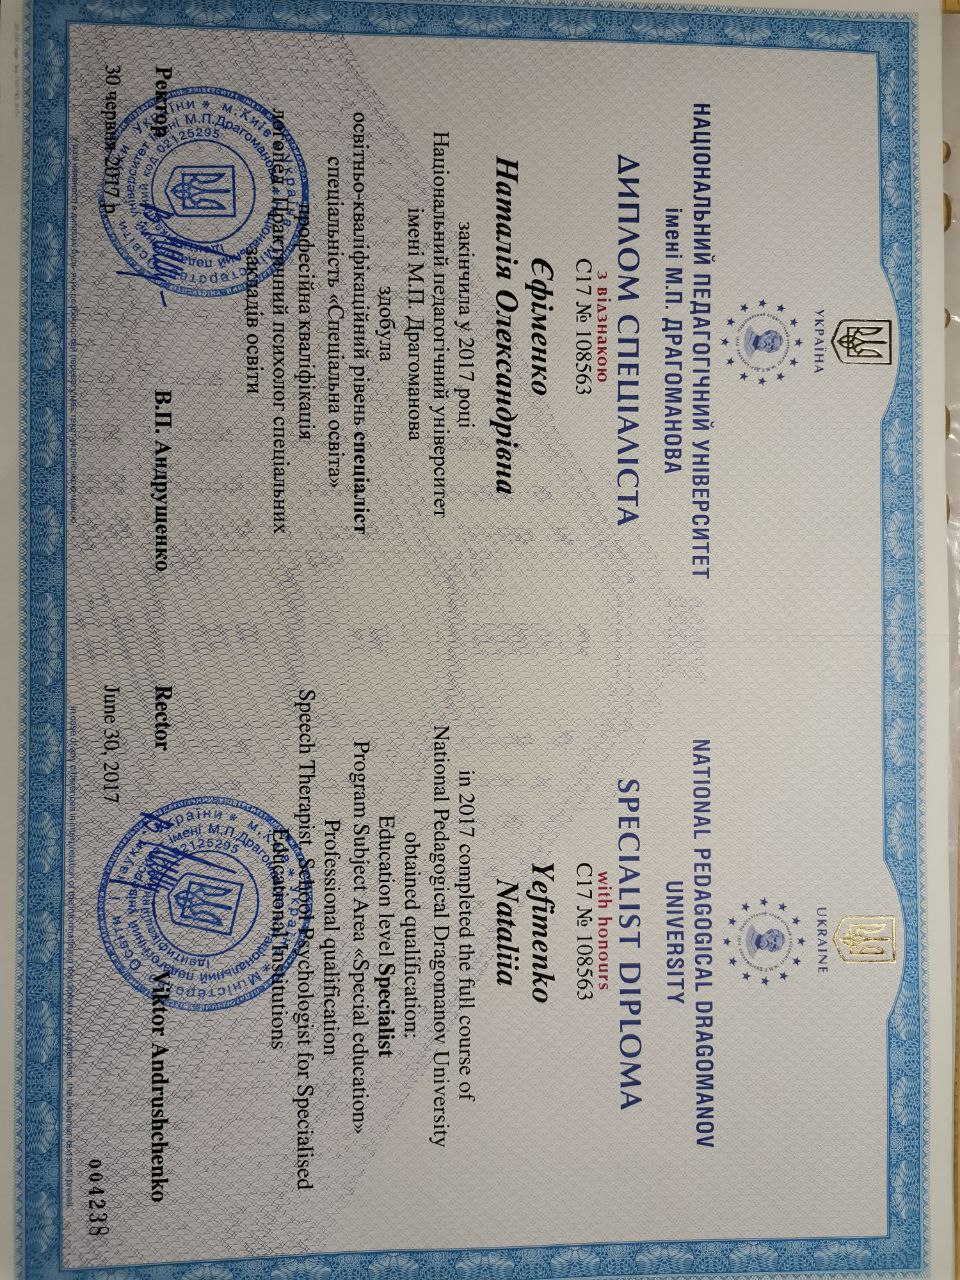 УКРАЇНА
НАЦІОНАЛЬНИЙ ПЕДАГОГІЧНИЙ УНІВЕРСИТЕТ
імені М.П. ДРАГОМАНОВА
ДИПЛОМ СПЕЦІАЛІСТА
з відзнакою
С17 № 108563
Єфіменко
Наталія Олександрівна
закінчила у 2017 році
Національний педагогічний університет
імені М.П. Драгоманова
здобула
освітньо-кваліфікаційний рівень спеціаліст
спеціальність «Спеціальна освіта»
професійна кваліфікація
логопед. Практичний психолог спеціальних
закладів освіти
Ректор
В.П. Андрущенко
30 червня 2017 р.
UKRAINE
NATIONAL PEDAGOGICAL DRAGOMANOV
UNIVERSITY
SPECIALIST DIPLOMA
with honours
C17 № 108563
Yefimenko
Nataliia
in 2017 completed the full course of
National Pedagogical Dragomanov University
obtained qualification:
Education level Specialist
Program Subject Area «Special education»
Professional qualification
Speech Therapist, School Psychologist for Specialised
Educational Institutions
Rector
Viktor Andrushchenko
June 30, 2017
004238